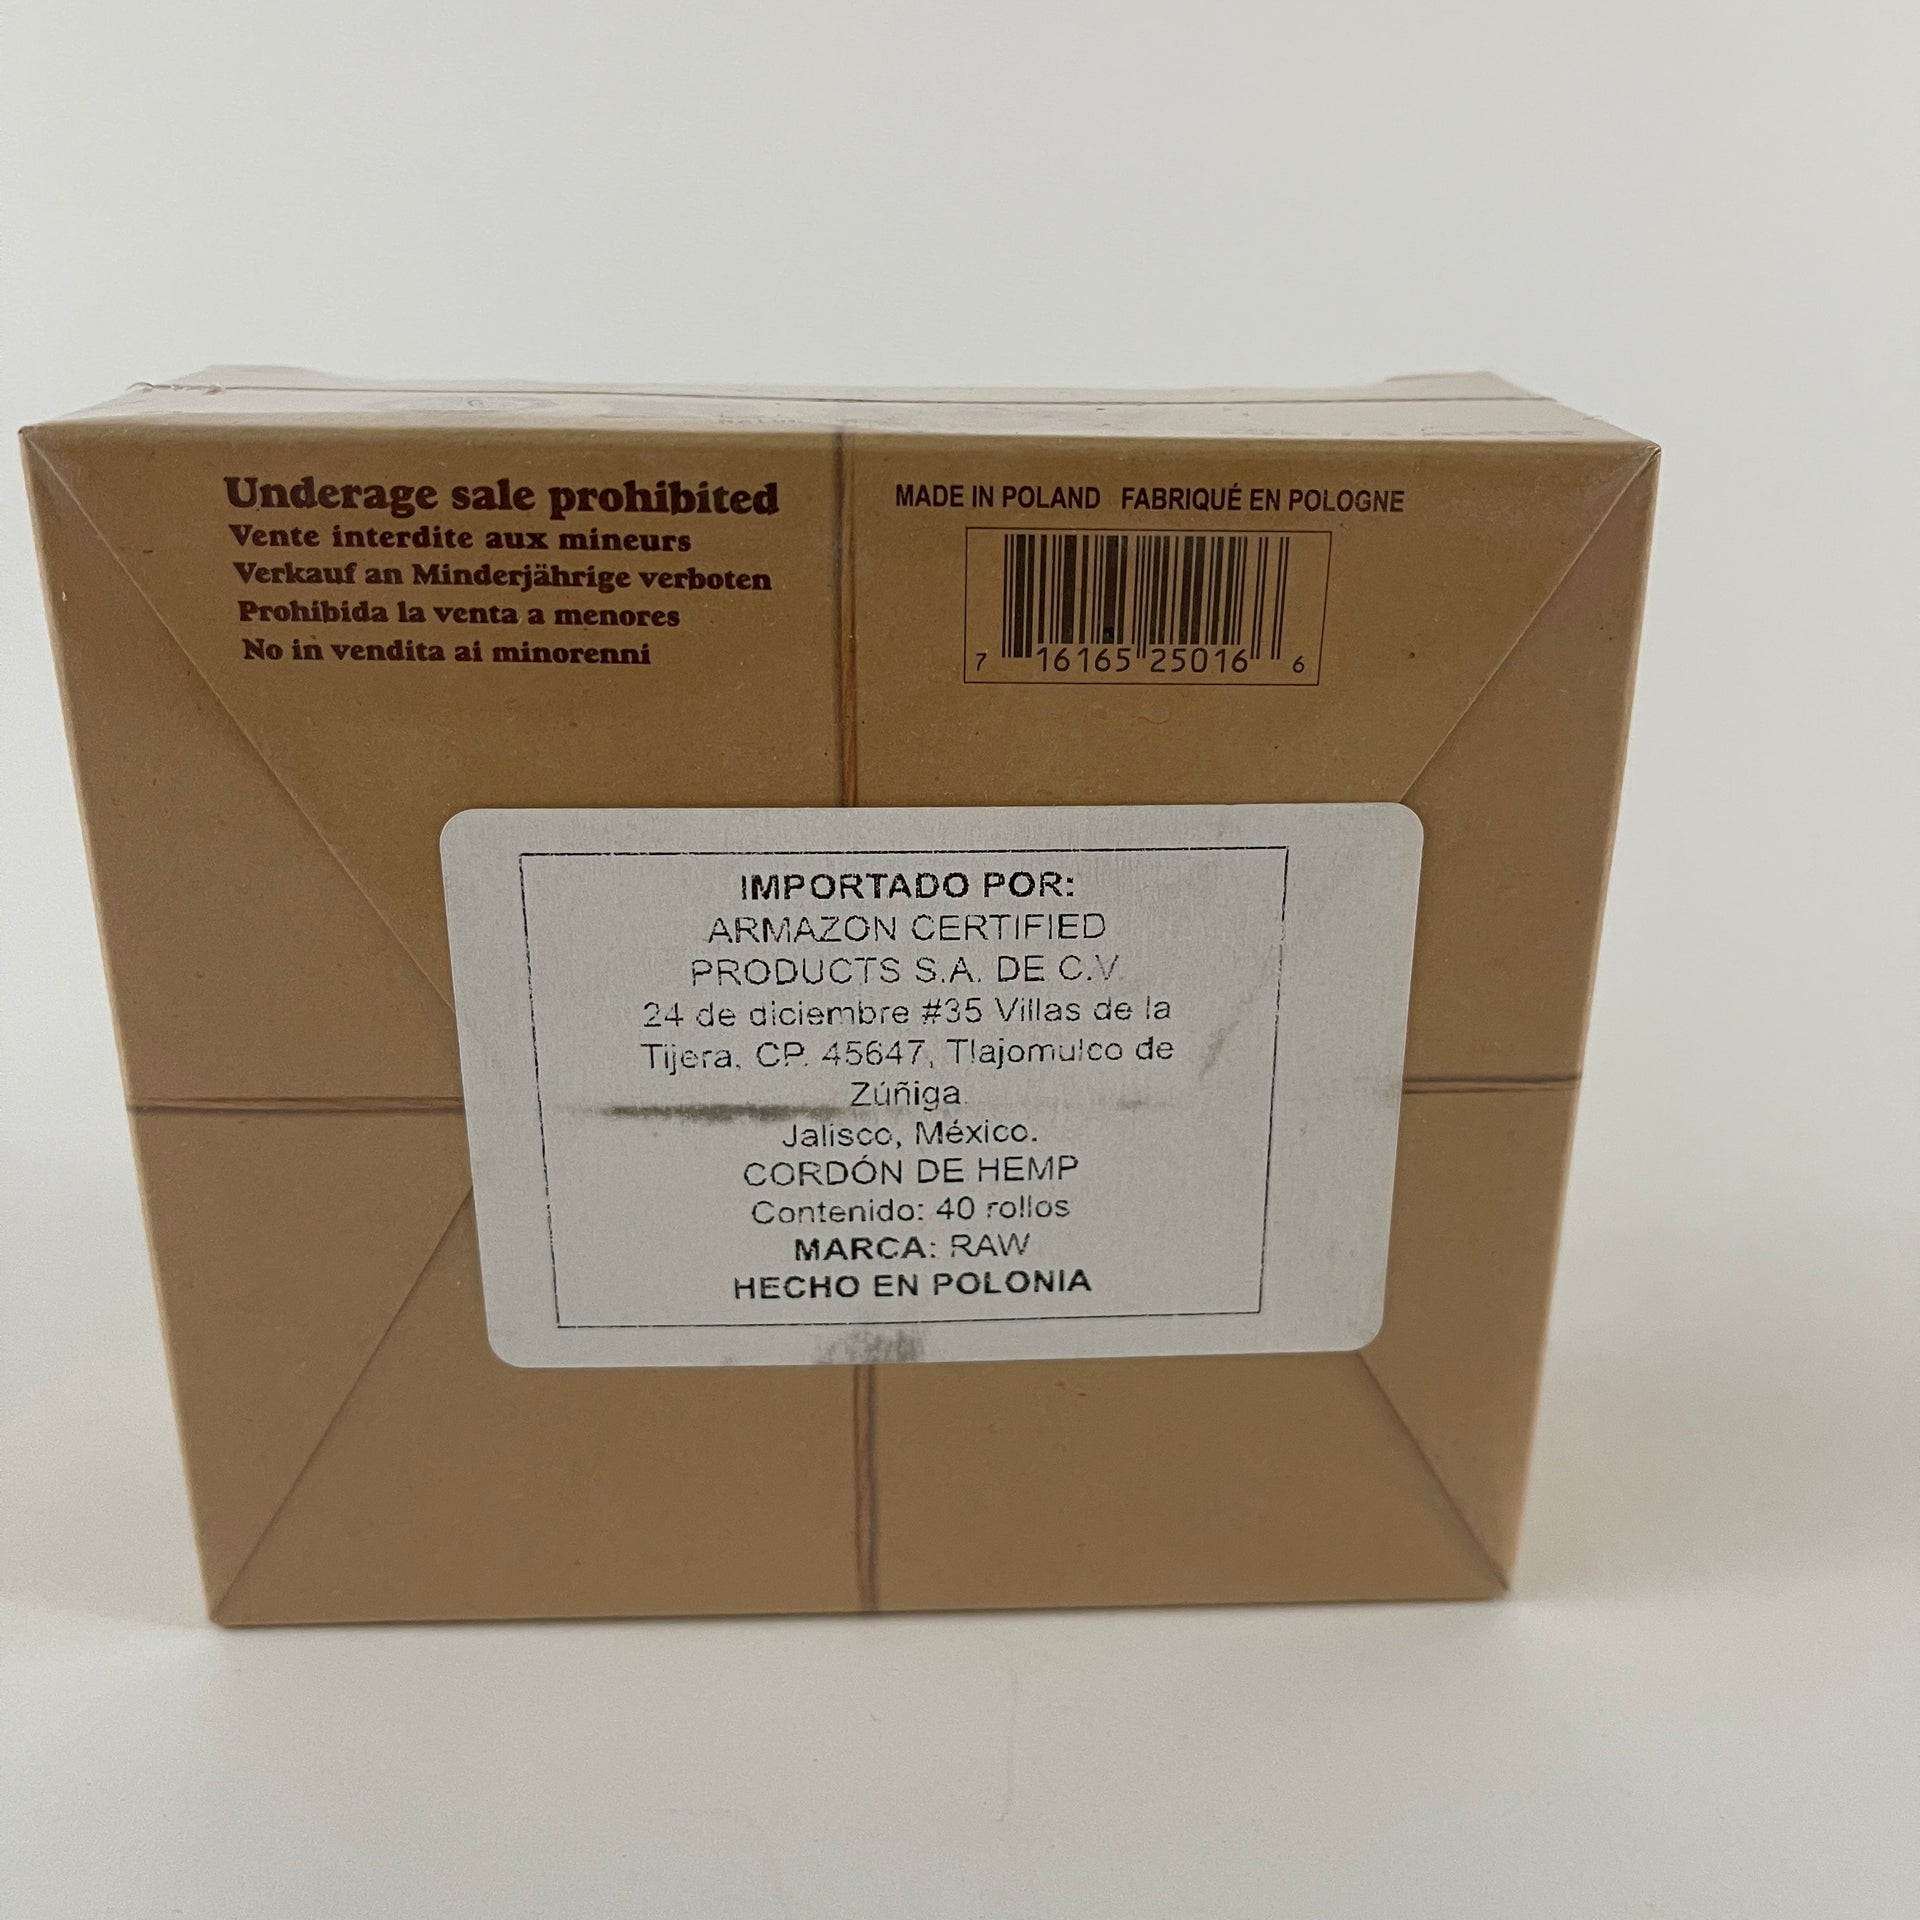 Underage sale prohibited
Vente interdite aux mineurs
Verkauf an Minderjährige verboten
Prohibida la venta a menores
No in vendita ai minorenni
MADE IN POLAND FABRIQUÉ EN POLOGNE
7 16165 25016 6
IMPORTADO POR:
ARMAZON CERTIFIED
PRODUCTS S.A. DE C.V.
24 de diciembre #35 Villas de la
Tijera, CP. 45647, Tlajomulco de
Zúñiga.
Jalisco, México.
CORDÓN DE HEMP
Contenido: 40 rollos
MARCA: RAW
HECHO EN POLONIA